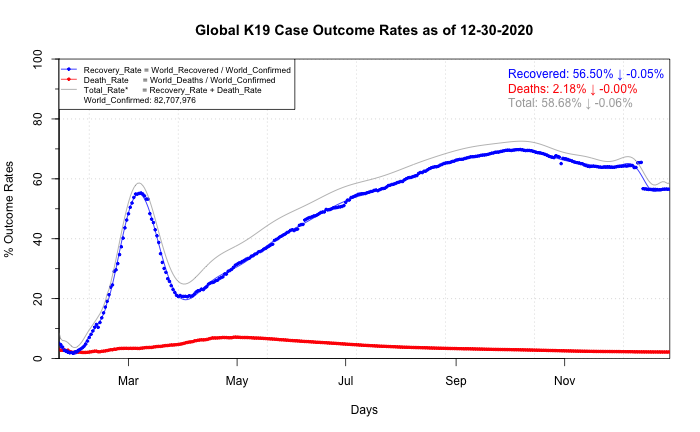 Global K19 Case Outcome Rates as of 12-30-2020
Recovery_Rate = World_Recovered / World_Confirmed
Death_Rate = World_Deaths / World_Confirmed
Total_Rate* = Recovery_Rate + Death_Rate
World_Confirmed: 82,707,976
Recovered: 56.50% ↓ -0.05%
Deaths: 2.18% ↓ -0.00%
Total: 58.68% ↓ -0.06%
% Outcome Rates
100
80
60
40
20
0
Mar May Jul Sep Nov
Days